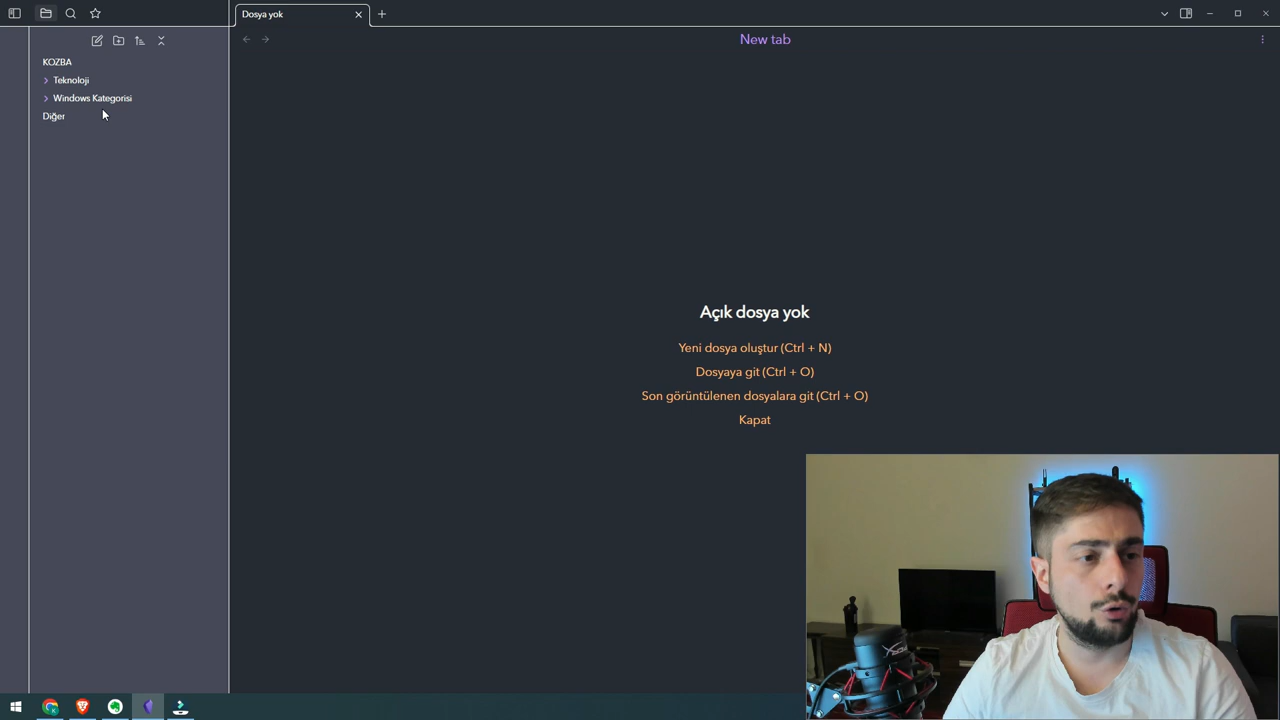 Dosya yok
New tab
KOZBA
Teknoloji
Windows Kategorisi
Diğer
Açık dosya yok
Yeni dosya oluştur (Ctrl + N)
Dosyaya git (Ctrl + O)
Son görüntülenen dosyalara git (Ctrl + O)
Kapat